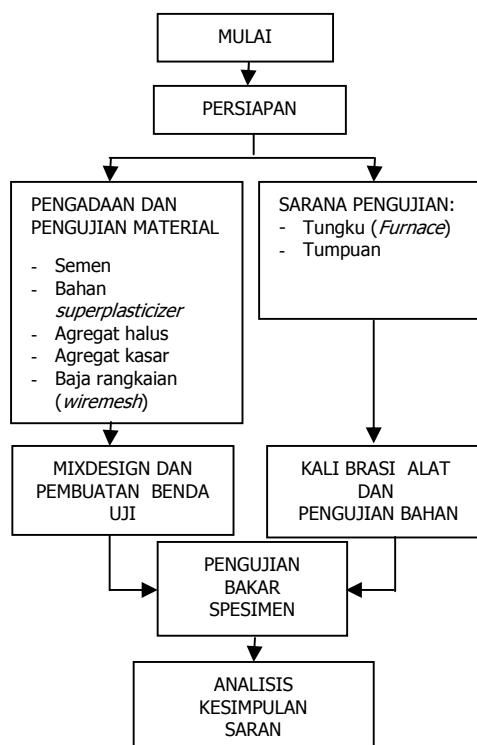 MULAI
PERSIAPAN
PENGADAAN DAN
PENGUJIAN MATERIAL
- Semen
- Bahan
superplasticizer
- Agregat halus
- Agregat kasar
- Baja rangkaian
(wiremesh)
SARANA PENGUJIAN:
- Tungku (Furnace)
- Tumpuan
MIXDESIGN DAN
PEMBUATAN BENDA
UJI
KALI BRASI ALAT
DAN
PENGUJIAN BAHAN
PENGUJIAN
BAKAR
SPESIMEN
ANALISIS
KESIMPULAN
SARAN